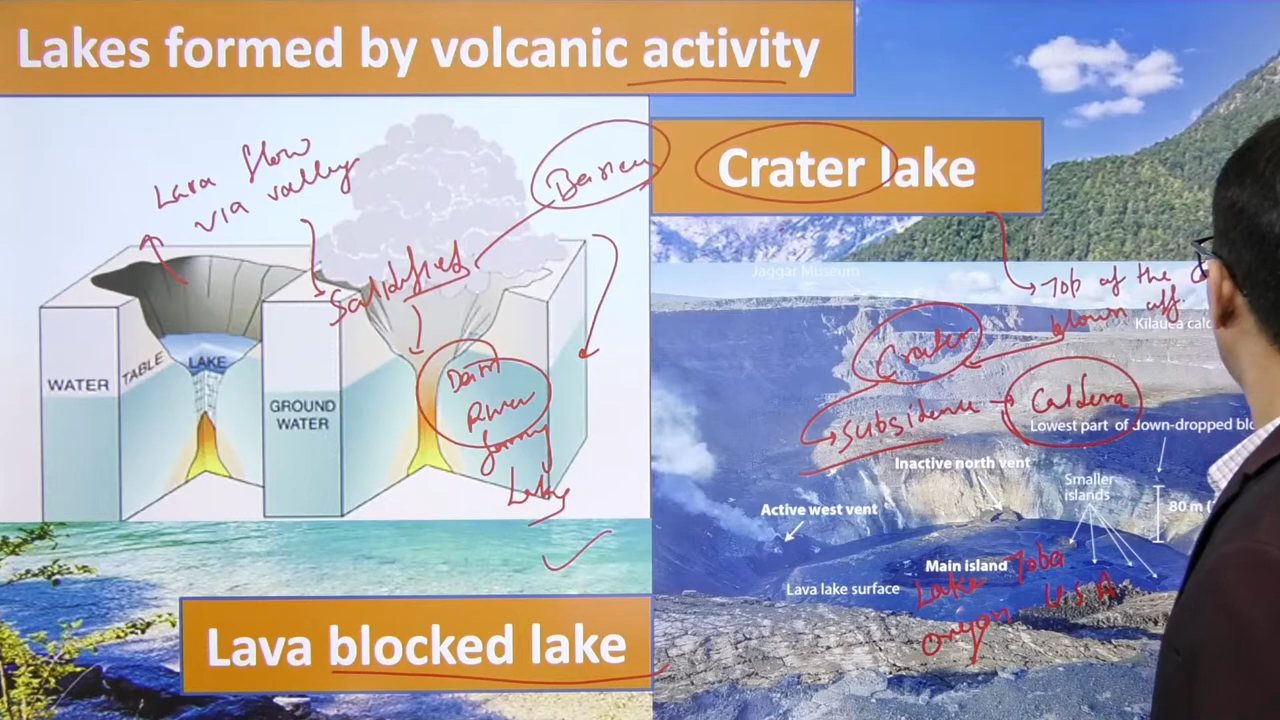 Lakes formed by volcanic activity
Crater lake
Lava flow
via valley
Barrier
Solidifies
Dam
River
forming
Lake
WATER
TABLE
LAKE
GROUND
WATER
Lava blocked lake
Jaggar Museum
Top of the
blown off.
Kilauea calc
Crater
Subsidence → Caldera
Lowest part of down-dropped blo
Inactive north vent
Smaller
islands
80 m (
Active west vent
Main island
Lava lake surface
Lake Toba
Oregon - USA